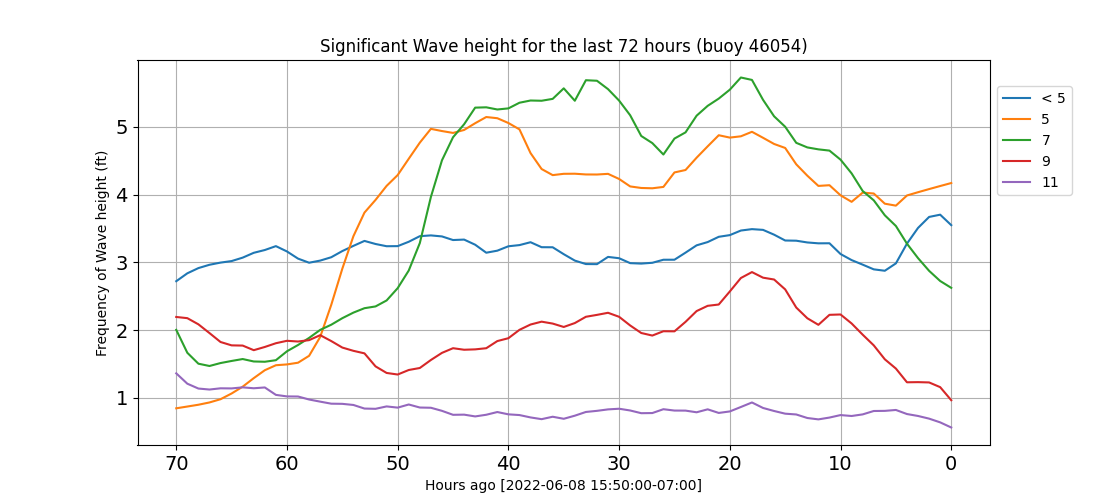 Significant Wave height for the last 72 hours (buoy 46054)
Frequency of Wave height (ft)
5
4
3
2
1
70 60 50 40 30 20 10 0
Hours ago [2022-06-08 15:50:00-07:00]
< 5
5
7
9
11